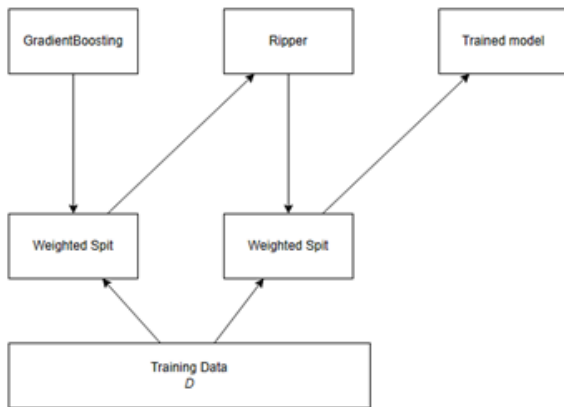 GradientBoosting
Ripper
Trained model
Weighted Spit
Weighted Spit
Training Data
D